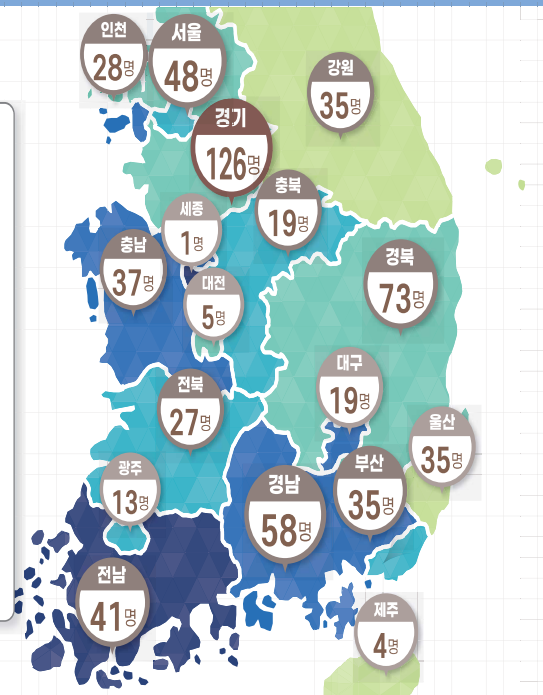 인천
28명
서울
48명
강원
35명
경기
126명
충북
19명
세종
1명
충남
37명
경북
73명
대전
5명
대구
19명
전북
27명
울산
35명
광주
13명
경남
58명
부산
35명
전남
41명
제주
4명